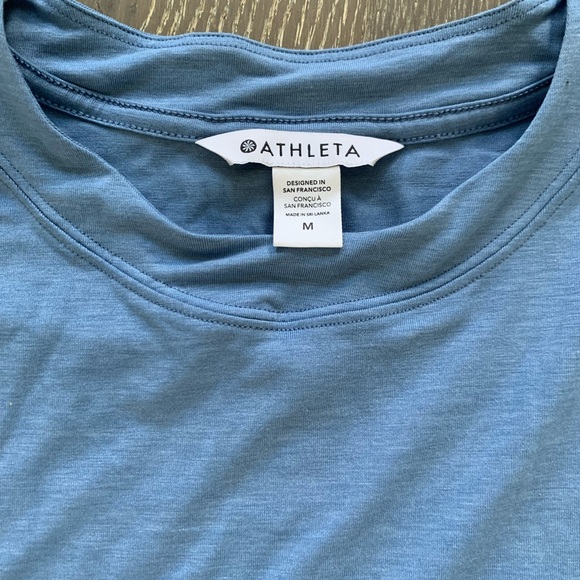 ATHLETA
DESIGNED IN
SAN FRANCISCO
CONÇU À
SAN FRANCISCO
MADE IN SRI LANKA
M